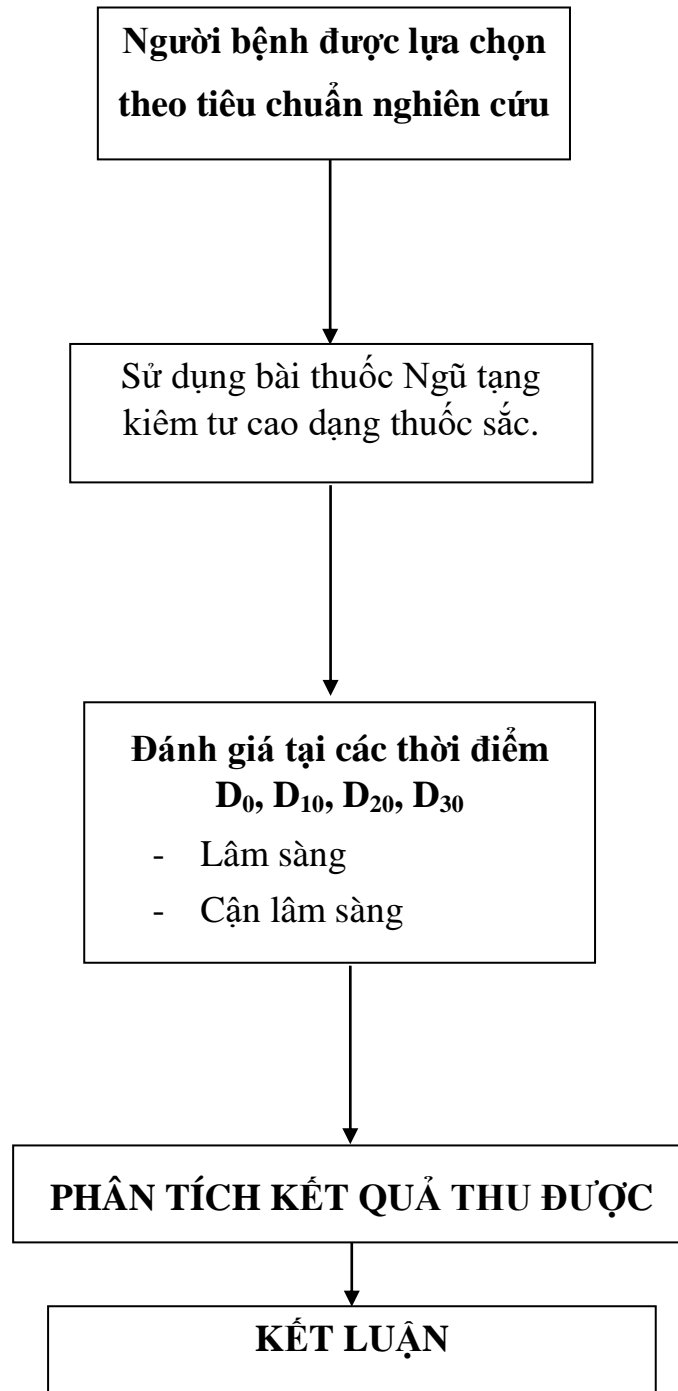 Người bệnh được lựa chọn
theo tiêu chuẩn nghiên cứu
Sử dụng bài thuốc Ngũ tạng
kiêm tư cao dạng thuốc sắc.
Đánh giá tại các thời điểm
D₀, D₁₀, D₂₀, D₃₀
- Lâm sàng
- Cận lâm sàng
PHÂN TÍCH KẾT QUẢ THU ĐƯỢC
KẾT LUẬN